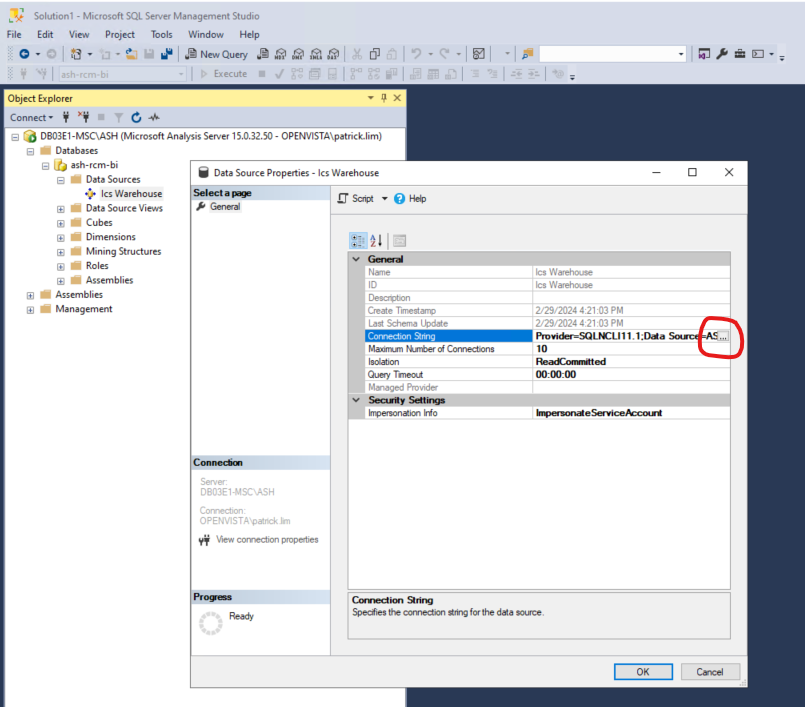 Solution1 - Microsoft SQL Server Management Studio
File Edit View Project Tools Window Help
New Query MDX DMX XMLA DAX
ash-rcm-bi Execute
Object Explorer
Connect
DB03E1-MSC\ASH (Microsoft Analysis Server 15.0.32.50 - OPENVISTA\patrick.lim)
Databases
ash-rcm-bi
Data Sources
Ics Warehouse
Data Source Views
Cubes
Dimensions
Mining Structures
Roles
Assemblies
Assemblies
Management
Data Source Properties - Ics Warehouse
Select a page
General
Script Help
General
Name Ics Warehouse
ID Ics Warehouse
Description
Create Timestamp 2/29/2024 4:21:03 PM
Last Schema Update 2/29/2024 4:21:03 PM
Connection String Provider=SQLNCLI11.1;Data Source=AS...
Maximum Number of Connections 10
Isolation ReadCommitted
Query Timeout 00:00:00
Managed Provider
Security Settings
Impersonation Info ImpersonateServiceAccount
Connection
Server:
DB03E1-MSC\ASH
Connection:
OPENVISTA\patrick.lim
View connection properties
Progress
Ready
Connection String
Specifies the connection string for the data source.
OK Cancel